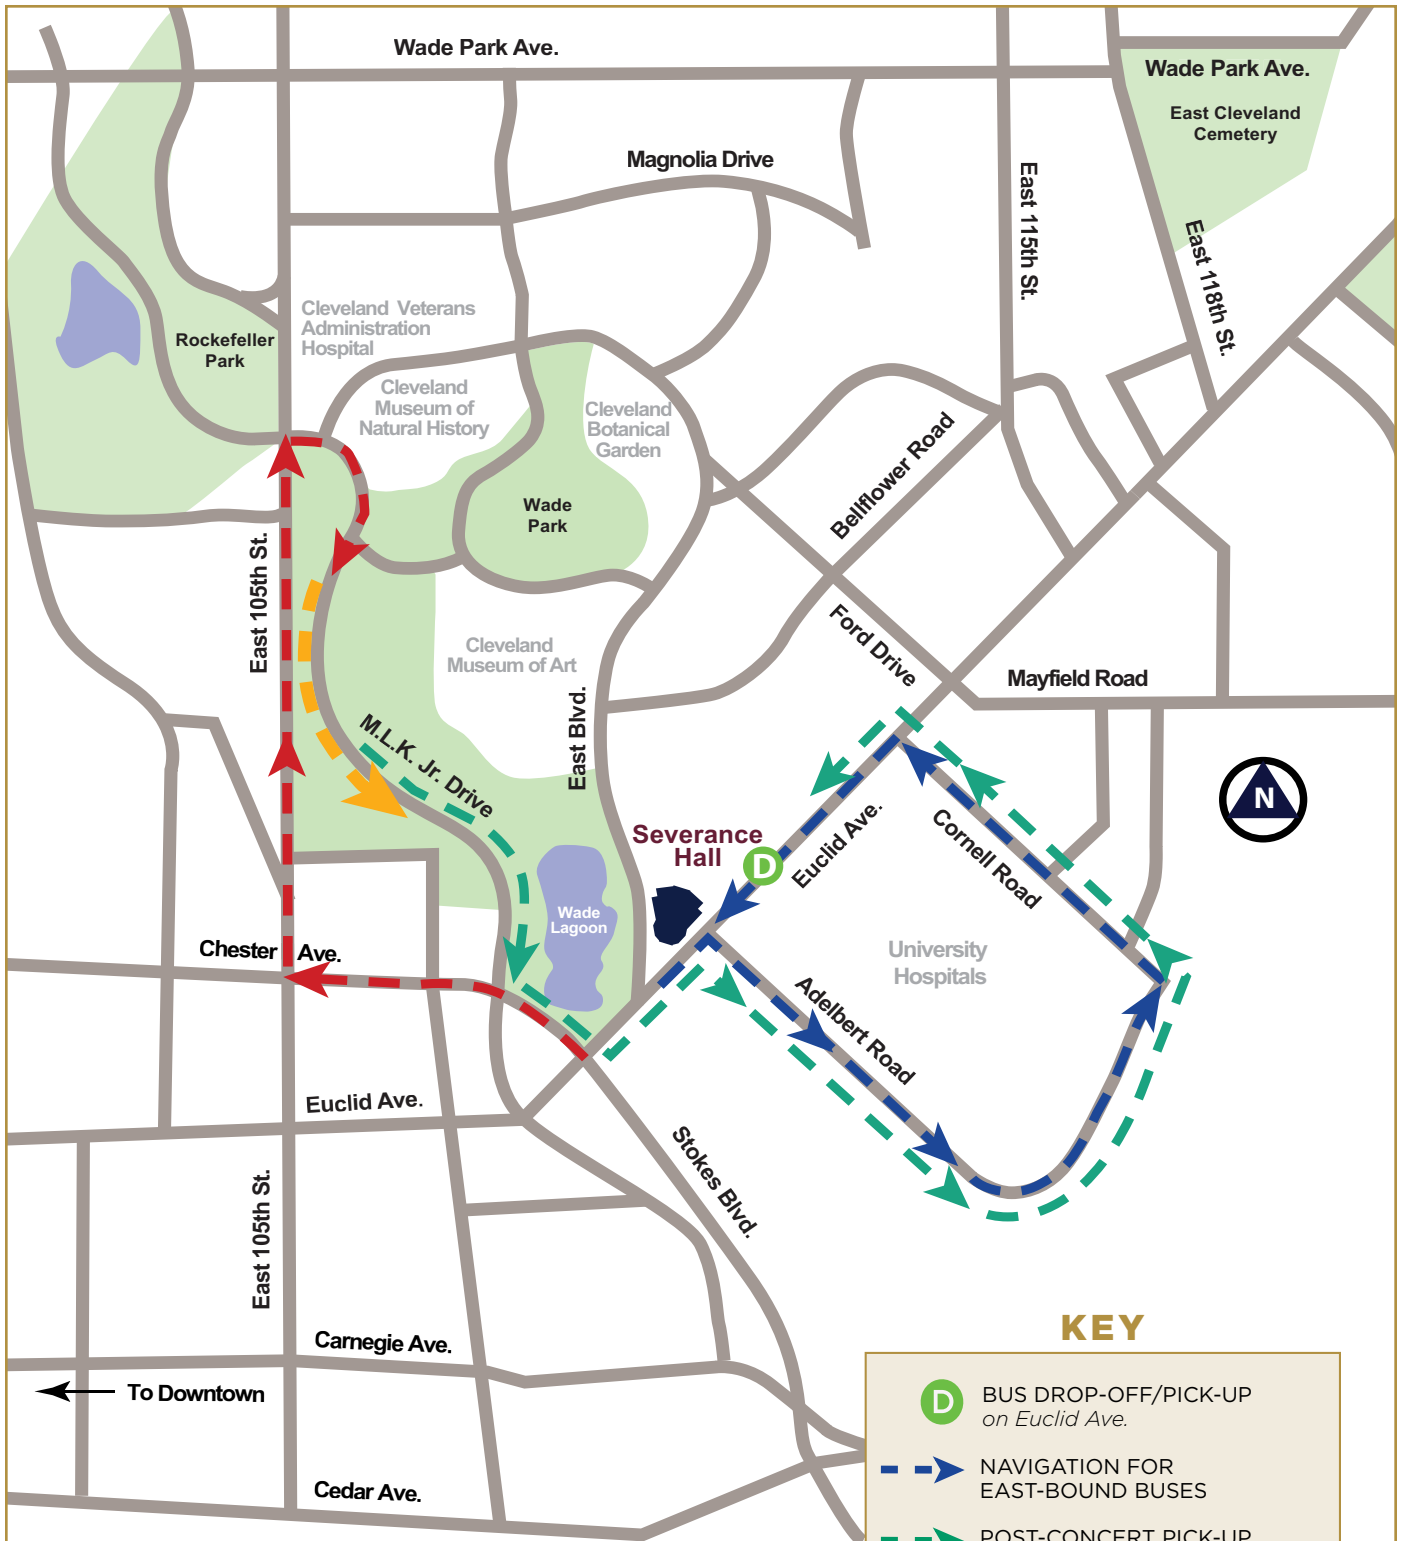 Wade Park Ave.
Wade Park Ave.
East Cleveland
Cemetery
Magnolia Drive
East 115th St.
East 118th St.
Cleveland Veterans
Administration
Hospital
Rockefeller
Park
Cleveland
Museum of
Natural History
Cleveland
Botanical
Garden
Bellflower Road
Wade
Park
East 105th St.
Ford Drive
Cleveland
Museum of Art
Mayfield Road
East Blvd.
M.L.K. Jr. Drive
N
Severance
Hall
D
Euclid Ave.
Cornell Road
Wade
Lagoon
Chester Ave.
University
Hospitals
Adelbert Road
Euclid Ave.
Stokes Blvd.
East 105th St.
Carnegie Ave.
To Downtown
Cedar Ave.
KEY
D
BUS DROP-OFF/PICK-UP
on Euclid Ave.
NAVIGATION FOR
EAST-BOUND BUSES
POST-CONCERT PICK-UP